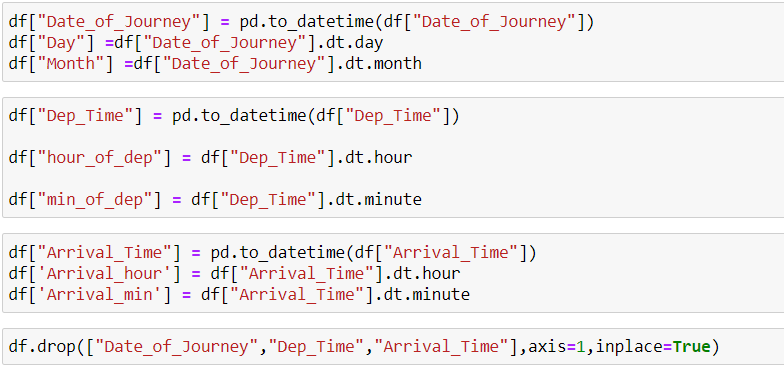 df["Date_of_Journey"] = pd.to_datetime(df["Date_of_Journey"])
df["Day"] =df["Date_of_Journey"].dt.day
df["Month"] =df["Date_of_Journey"].dt.month
df["Dep_Time"] = pd.to_datetime(df["Dep_Time"])
df["hour_of_dep"] = df["Dep_Time"].dt.hour
df["min_of_dep"] = df["Dep_Time"].dt.minute
df["Arrival_Time"] = pd.to_datetime(df["Arrival_Time"])
df['Arrival_hour'] = df["Arrival_Time"].dt.hour
df['Arrival_min'] = df["Arrival_Time"].dt.minute
df.drop(["Date_of_Journey","Dep_Time","Arrival_Time"],axis=1,inplace=True)